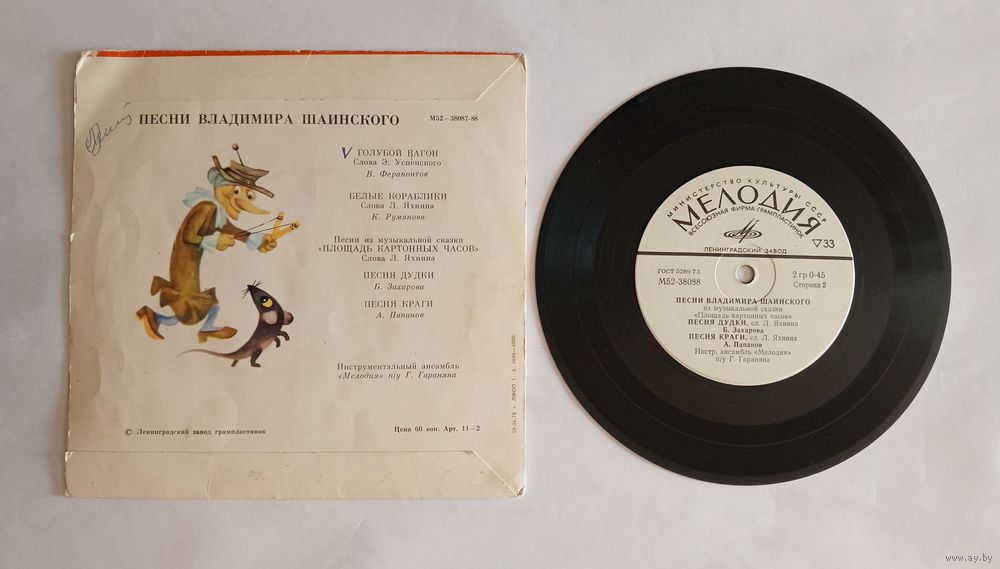 ПЕСНИ ВЛАДИМИРА ШАИНСКОГО
М52—38087-88
V ГОЛУБОЙ ВАГОН
Слова Э. Успенского
В. Ферапонтов
БЕЛЫЕ КОРАБЛИКИ
Слова Л. Яхнина
К. Румянова
Песни из музыкальной сказки
«ПЛОЩАДЬ КАРТОННЫХ ЧАСОВ»
Слова Л. Яхнина
ПЕСНЯ ДУДКИ
Б. Захарова
ПЕСНЯ КРАГИ
А. Папанов
Инструментальный ансамбль
«Мелодия» п/у Г. Гараняна
© Ленинградский завод грампластинок
Цена 60 коп. Арт. 11—2
МИНИСТЕРСТВО КУЛЬТУРЫ СССР
МЕЛОДИЯ
ВСЕСОЮЗНАЯ ФИРМА ГРАМПЛАСТИНОК
ЛЕНИНГРАДСКИЙ ЗАВОД
33
ГОСТ 5289-73
М52-38088
2 гр 0-45
Сторона 2
ПЕСНИ ВЛАДИМИРА ШАИНСКОГО
из музыкальной сказки
«Площадь картонных часов»
ПЕСНЯ ДУДКИ, сл. Л. Яхнина
Б. Захарова
ПЕСНЯ КРАГИ, сл. Л. Яхнина
А. Папанов
Инстр. ансамбль «Мелодия»
п/у Г. Гараняна
www.ay.by